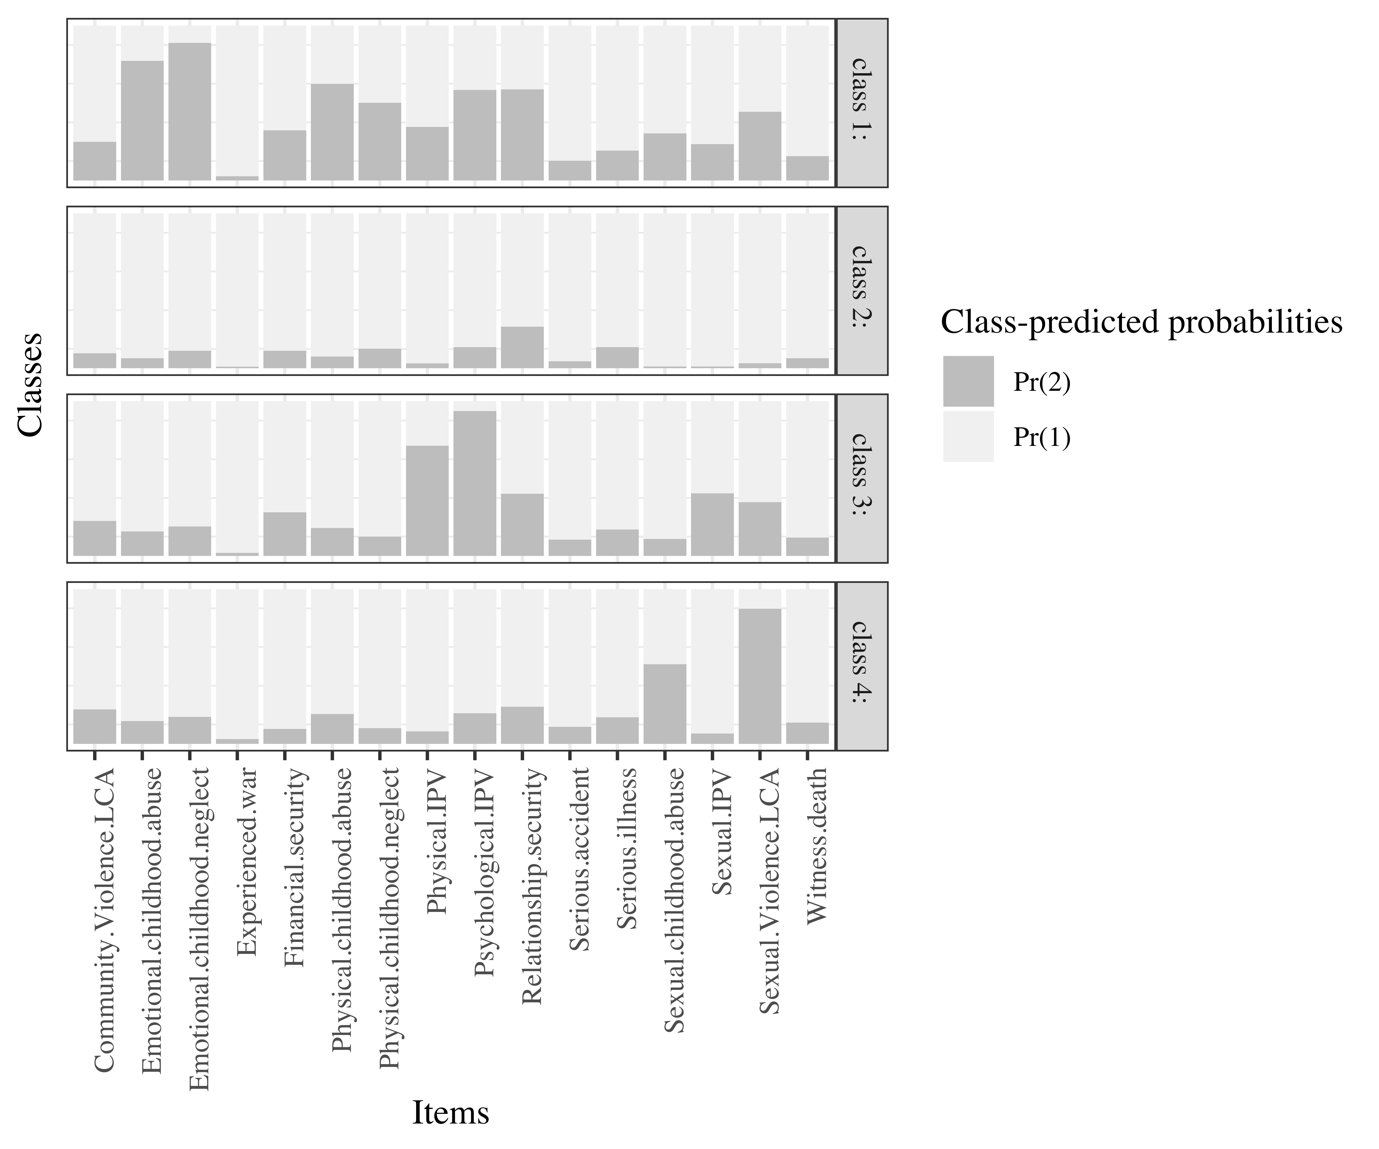 Classes
class 1:
class 2:
class 3:
class 4:
Class-predicted probabilities
Pr(2)
Pr(1)
Community.Violence.LCA
Emotional.childhood.abuse
Emotional.childhood.neglect
Experienced.war
Financial.security
Physical.childhood.abuse
Physical.childhood.neglect
Physical.IPV
Psychological.IPV
Relationship.security
Serious.accident
Serious.illness
Sexual.childhood.abuse
Sexual.IPV
Sexual.Violence.LCA
Witness.death
Items